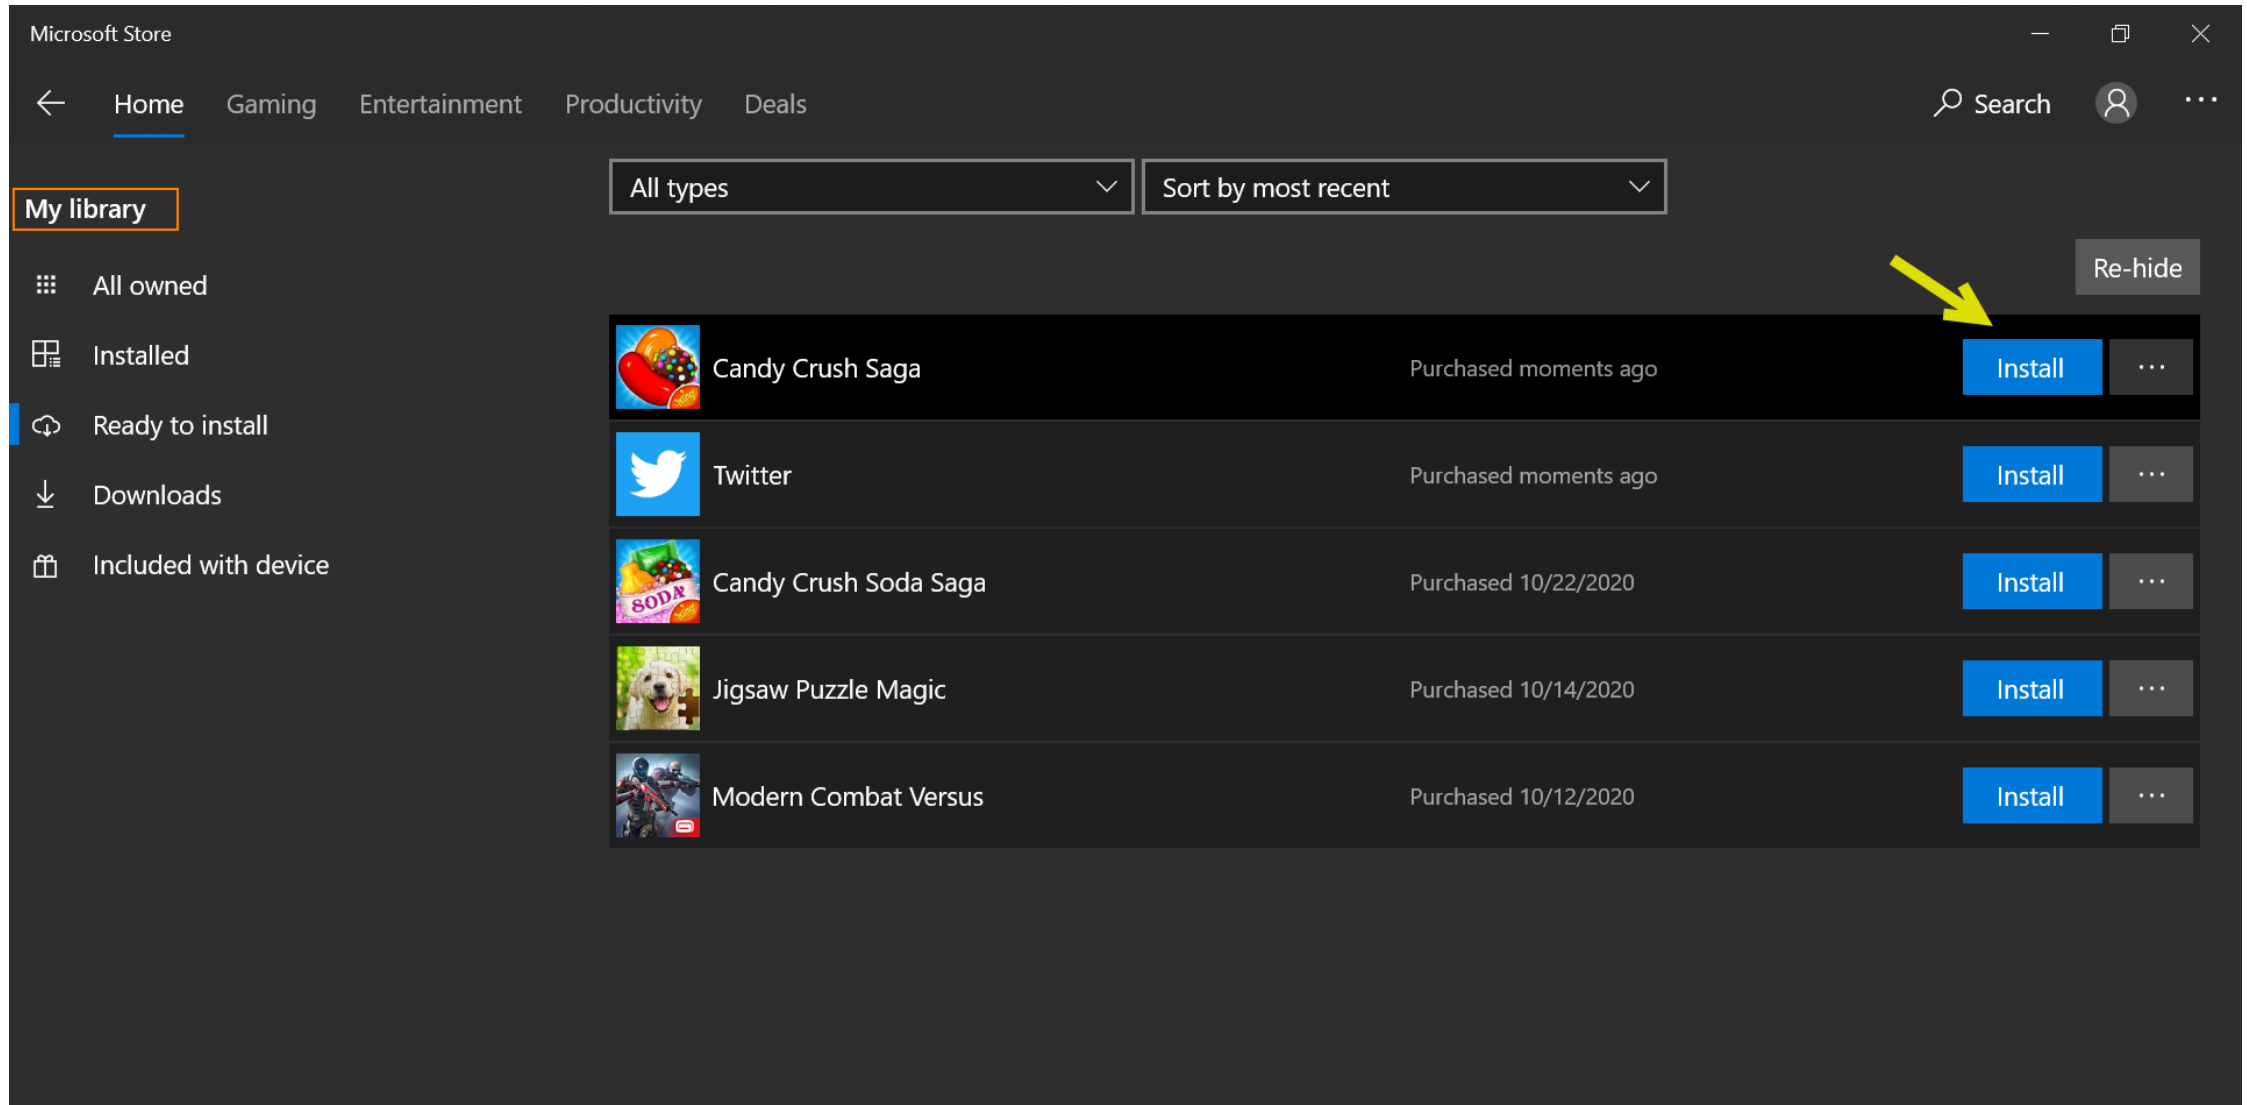 Microsoft Store
Home Gaming Entertainment Productivity Deals Search
My library
All owned
Installed
Ready to install
Downloads
Included with device
All types Sort by most recent
Re-hide
Candy Crush Saga Purchased moments ago Install
Twitter Purchased moments ago Install
SODA
Candy Crush Soda Saga Purchased 10/22/2020 Install
Jigsaw Puzzle Magic Purchased 10/14/2020 Install
Modern Combat Versus Purchased 10/12/2020 Install